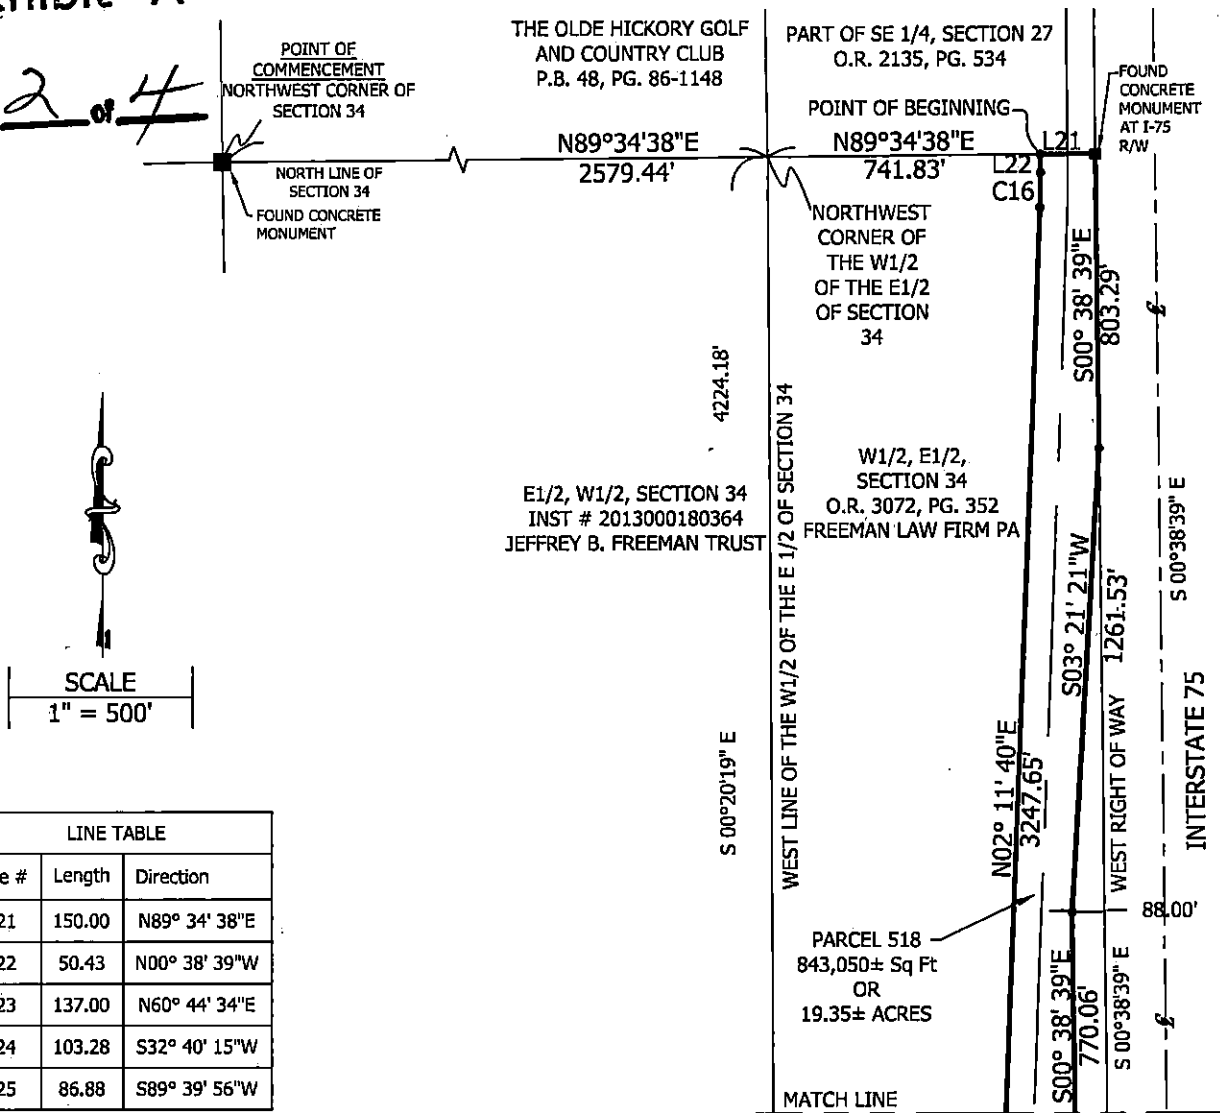 2 of 4
POINT OF
COMMENCEMENT
NORTHWEST CORNER OF
SECTION 34
THE OLDE HICKORY GOLF
AND COUNTRY CLUB
P.B. 48, PG. 86-1148
PART OF SE 1/4, SECTION 27
O.R. 2135, PG. 534
FOUND
CONCRETE
MONUMENT
AT I-75
R/W
POINT OF BEGINNING
N89°34'38"E
2579.44'
N89°34'38"E
741.83'
L21
L22
C16
NORTH LINE OF
SECTION 34
FOUND CONCRETE
MONUMENT
NORTHWEST
CORNER OF
THE W1/2
OF THE E1/2
OF SECTION
34
S00° 38' 39"E
803.29'
4224.18'
S 00°20'19" E
WEST LINE OF THE W1/2 OF THE E 1/2 OF SECTION 34
E1/2, W1/2, SECTION 34
INST # 2013000180364
JEFFREY B. FREEMAN TRUST
W1/2, E1/2,
SECTION 34
O.R. 3072, PG. 352
FREEMAN LAW FIRM PA
S 00°38'39" E
S03° 21' 21"W
1261.53'
N02° 11' 40"E
3247.65'
WEST RIGHT OF WAY
INTERSTATE 75
88.00'
SCALE
1" = 500'
PARCEL 518
843,050± Sq Ft
OR
19.35± ACRES
S00° 38' 39"E
770.06'
S 00°38'39" E
MATCH LINE
LINE TABLE
e # Length Direction
21 150.00 N89° 34' 38"E
22 50.43 N00° 38' 39"W
23 137.00 N60° 44' 34"E
24 103.28 S32° 40' 15"W
25 86.88 S89° 39' 56"W